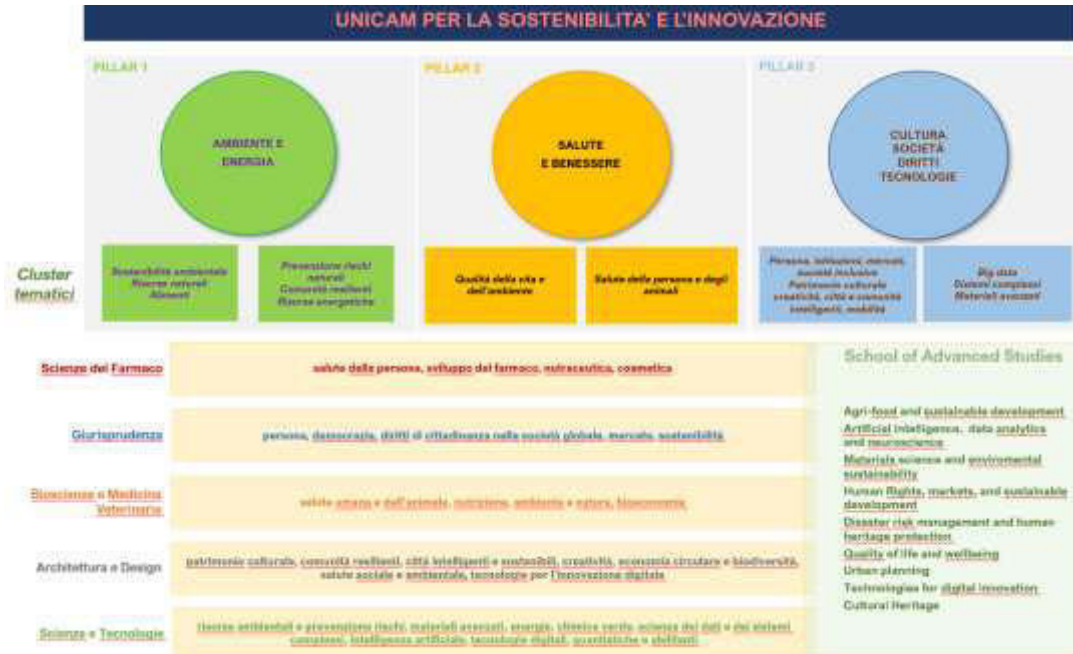 UNICAM PER LA SOSTENIBILITA' E L'INNOVAZIONE
PILLAR 1
PILLAR 2
PILLAR 3
AMBIENTE E
ENERGIA
SALUTE
E BENESSERE
CULTURA
SOCIETÀ
DIRITTI
TECNOLOGIE
Cluster
tematici
Sostenibilità ambientale
Risorse naturali
Alimenti
Prevenzione rischi
naturali
Comunità resilienti
Risorse energetiche
Qualità della vita e
dell'ambiente
Salute della persona e degli
animali
Persona, istituzioni, mercati,
società inclusive
Patrimonio culturale
creatività, città e comunità
intelligenti, mobilità
Big data
Sistemi complessi
Materiali avanzati
Scienze del Farmaco
salute della persona, sviluppo del farmaco, nutraceutica, cosmetica
Giurisprudenza
persona, democrazia, diritti di cittadinanza nella società globale, mercato, sostenibilità
Bioscienze e Medicina
Veterinaria
salute umana e dell'animale, nutrizione, ambiente e natura, bioeconomia
Architettura e Design
patrimonio culturale, comunità resilienti, città intelligenti e sostenibili, creatività, economia circolare e biodiversità,
salute sociale e ambientale, tecnologie per l'innovazione digitale
Scienze e Tecnologie
risorse ambientali e prevenzione rischi, materiali avanzati, energie, chimica verde, scienza dei dati e dei sistemi
complessi, intelligenza artificiale, tecnologie digitali, quantistiche e
School of Advanced Studies
Agri-food and sustainable development
Artificial intelligence, data analytics
and neuroscience
Materials science and enviromental
sustainability
Human Rights, markets, and sustainable
development
Disaster risk management and human
heritage protection
Quality of life and wellbeing
Urban planning
Technologies for digital innovation
Cultural Heritage